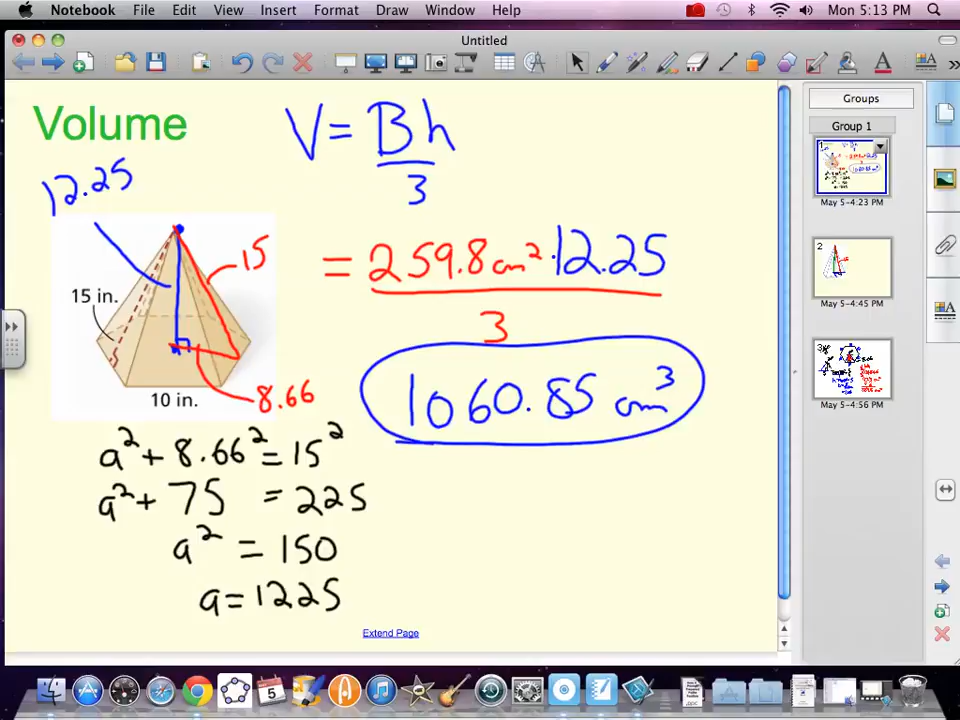 Notebook File Edit View Insert Format Draw Window Help Mon 5:13 PM
Untitled
Volume
V = Bh
3
12.25
15
15 in.
10 in.
8.66
= 259.8 cm² · 12.25
3
1060.85 cm³
a² + 8.66² = 15²
a² + 75 = 225
a² = 150
a = 1225
Extend Page
Groups
Group 1
1
May 5-4:23 PM
2
May 5-4:45 PM
3
May 5-4:56 PM